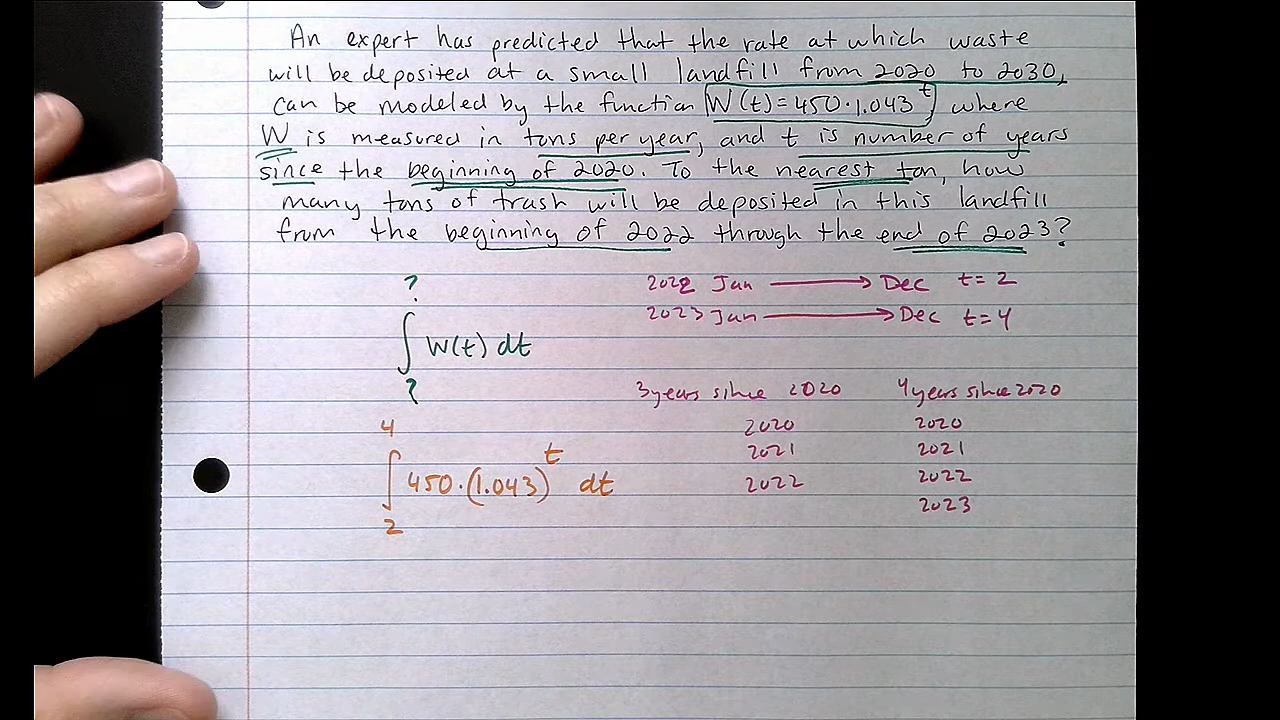 An expert has predicted that the rate at which waste
will be deposited at a small landfill from 2020 to 2030,
can be modeled by the function W(t)=450·1.043^t where
W is measured in tons per year, and t is number of years
since the beginning of 2020. To the nearest ton, how
many tons of trash will be deposited in this landfill
from the beginning of 2022 through the end of 2023?
?
∫ W(t) dt
?
2022 Jan → Dec t=2
2023 Jan → Dec t=4
3 years since 2020
2020
2021
2022
4 years since 2020
2020
2021
2022
2023
4
∫ 450·(1.043)^t dt
2